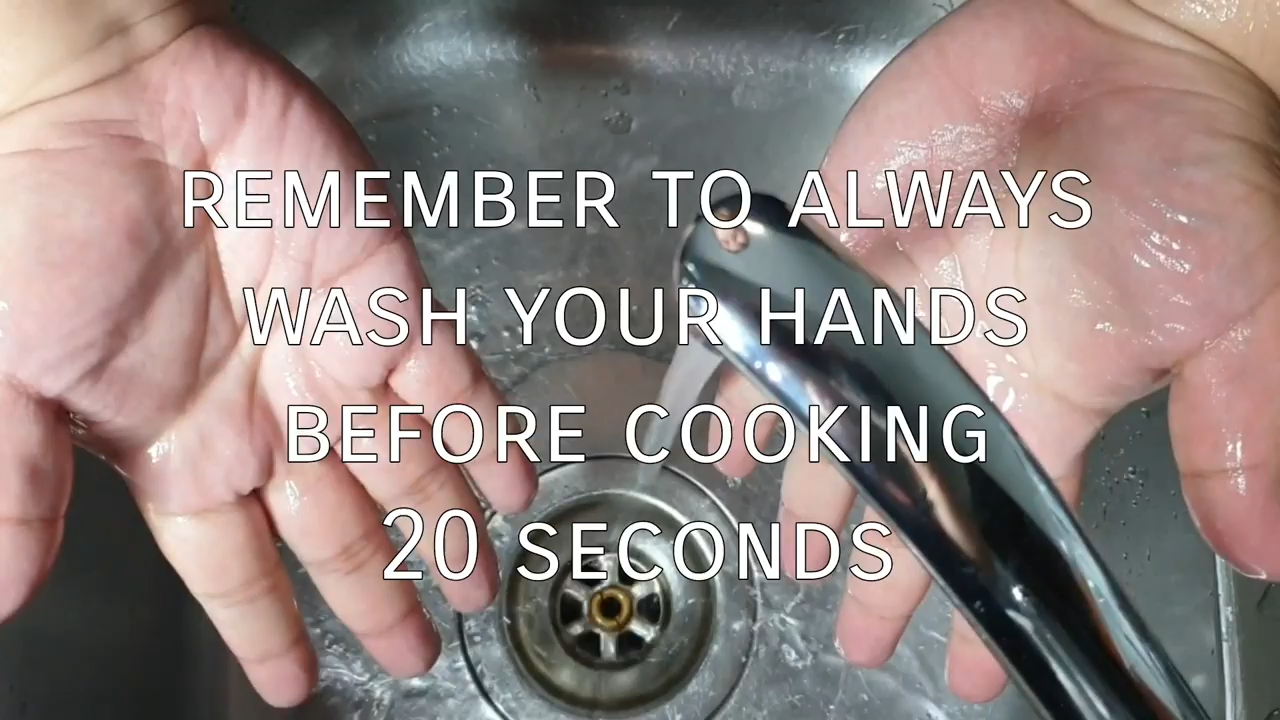 REMEMBER TO ALWAYS
WASH YOUR HANDS
BEFORE COOKING
20 SECONDS